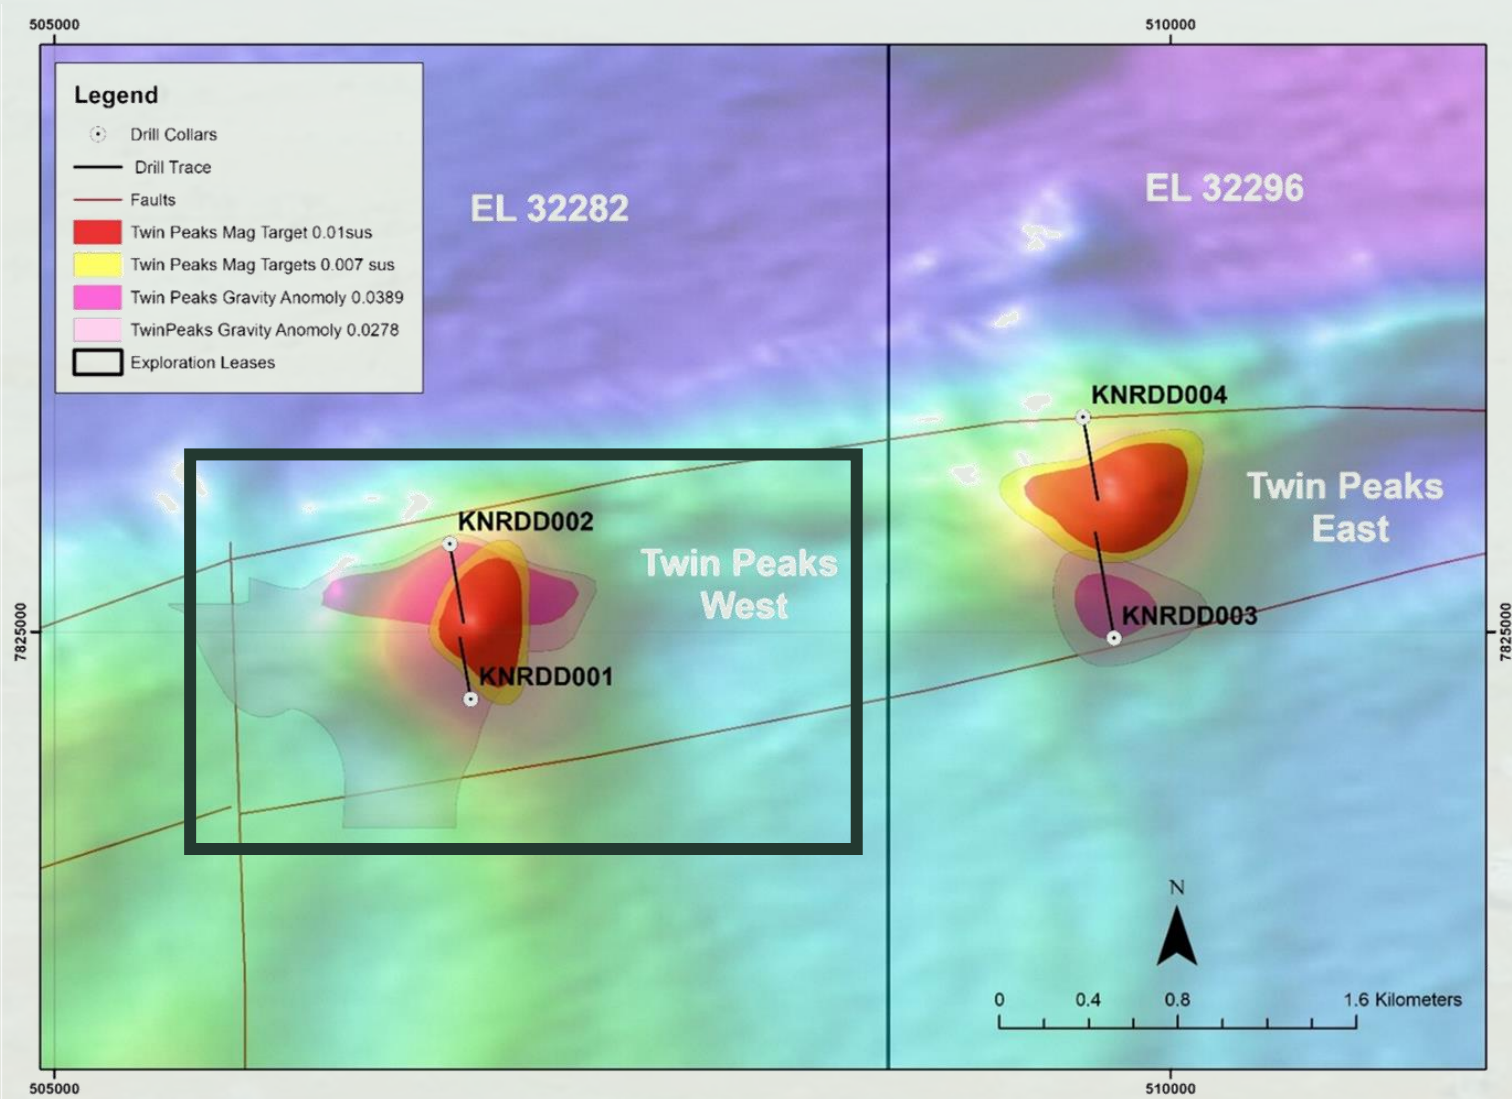 505000
510000
Legend
Drill Collars
Drill Trace
Faults
Twin Peaks Mag Target 0.01sus
Twin Peaks Mag Targets 0.007 sus
Twin Peaks Gravity Anomoly 0.0389
TwinPeaks Gravity Anomoly 0.0278
Exploration Leases
EL 32282
EL 32296
KNRDD004
Twin Peaks
East
KNRDD002
Twin Peaks
West
KNRDD003
7825000
7825000
KNRDD001
N
0 0.4 0.8 1.6 Kilometers
505000
510000